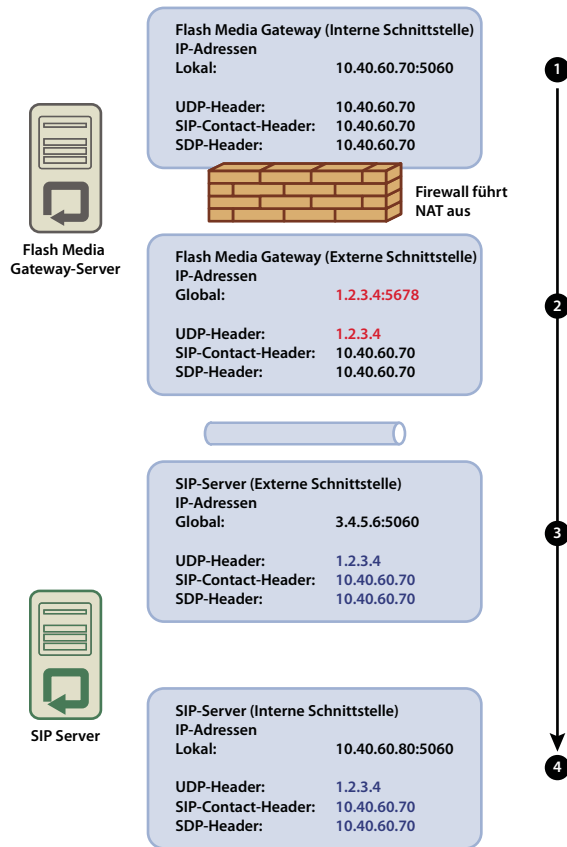 Flash Media Gateway (Interne Schnittstelle)
IP-Adressen
Lokal: 10.40.60.70:5060
UDP-Header: 10.40.60.70
SIP-Contact-Header: 10.40.60.70
SDP-Header: 10.40.60.70
1
Firewall führt
NAT aus
Flash Media
Gateway-Server
Flash Media Gateway (Externe Schnittstelle)
IP-Adressen
Global: 1.2.3.4:5678
UDP-Header: 1.2.3.4
SIP-Contact-Header: 10.40.60.70
SDP-Header: 10.40.60.70
2
SIP-Server (Externe Schnittstelle)
IP-Adressen
Global: 3.4.5.6:5060
UDP-Header: 1.2.3.4
SIP-Contact-Header: 10.40.60.70
SDP-Header: 10.40.60.70
3
SIP Server
SIP-Server (Interne Schnittstelle)
IP-Adressen
Lokal: 10.40.60.80:5060
UDP-Header: 1.2.3.4
SIP-Contact-Header: 10.40.60.70
SDP-Header: 10.40.60.70
4